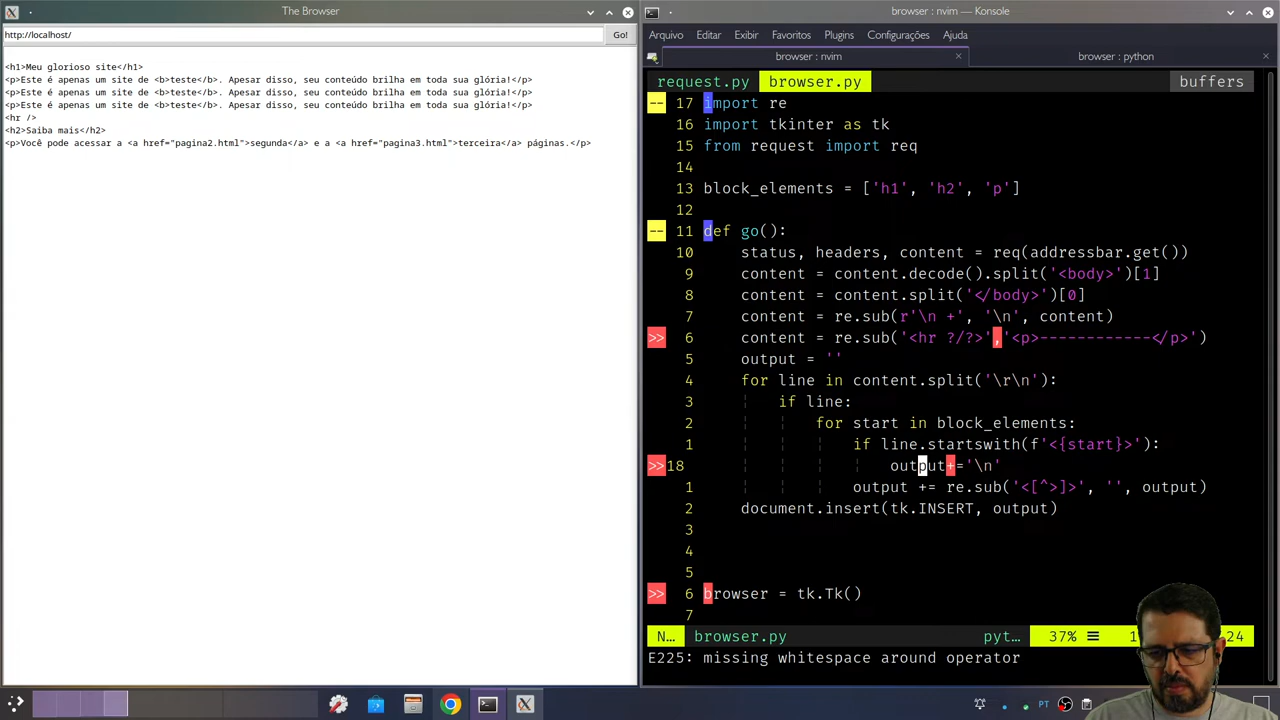 The Browser
http://localhost/
Go!
<h1>Meu glorioso site</h1>
<p>Este é apenas um site de <b>teste</b>. Apesar disso, seu conteúdo brilha em toda sua glória!</p>
<p>Este é apenas um site de <b>teste</b>. Apesar disso, seu conteúdo brilha em toda sua glória!</p>
<p>Este é apenas um site de <b>teste</b>. Apesar disso, seu conteúdo brilha em toda sua glória!</p>
<hr />
<h2>Saiba mais</h2>
<p>Você pode acessar a <a href="pagina2.html">segunda</a> e a <a href="pagina3.html">terceira</a> páginas.</p>
browser : nvim — Konsole
Arquivo Editar Exibir Favoritos Plugins Configurações Ajuda
browser : nvim
browser : python
request.py browser.py buffers
-- 17 import re
16 import tkinter as tk
15 from request import req
14
13 block_elements = ['h1', 'h2', 'p']
12
-- 11 def go():
10 status, headers, content = req(addressbar.get())
9 content = content.decode().split('<body>')[1]
8 content = content.split('</body>')[0]
7 content = re.sub(r'\n +', '\n', content)
>> 6 content = re.sub('<hr ?/?>','<p>------------</p>')
5 output = ''
4 for line in content.split('\r\n'):
3 if line:
2 for start in block_elements:
1 if line.startswith(f'<{start}>'):
>>18 output+='\n'
1 output += re.sub('<[^>]>', '', output)
2 document.insert(tk.INSERT, output)
3
4
5
>> 6 browser = tk.Tk()
7
N… browser.py pyt… 37% ☰ 1 24
E225: missing whitespace around operator
PT